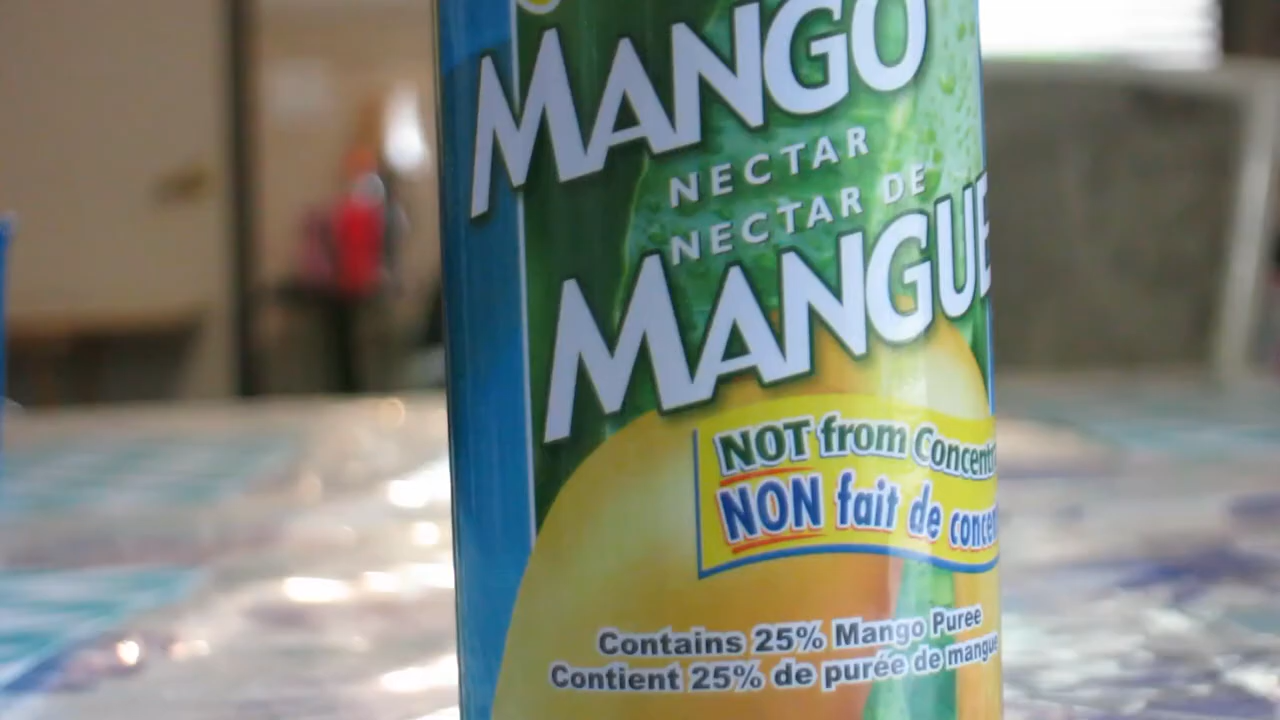 MANGO
NECTAR
NECTAR DE
MANGUE
NOT from
NON fait de
Contains 25% Mango Puree
Contient 25% de purée de mangue